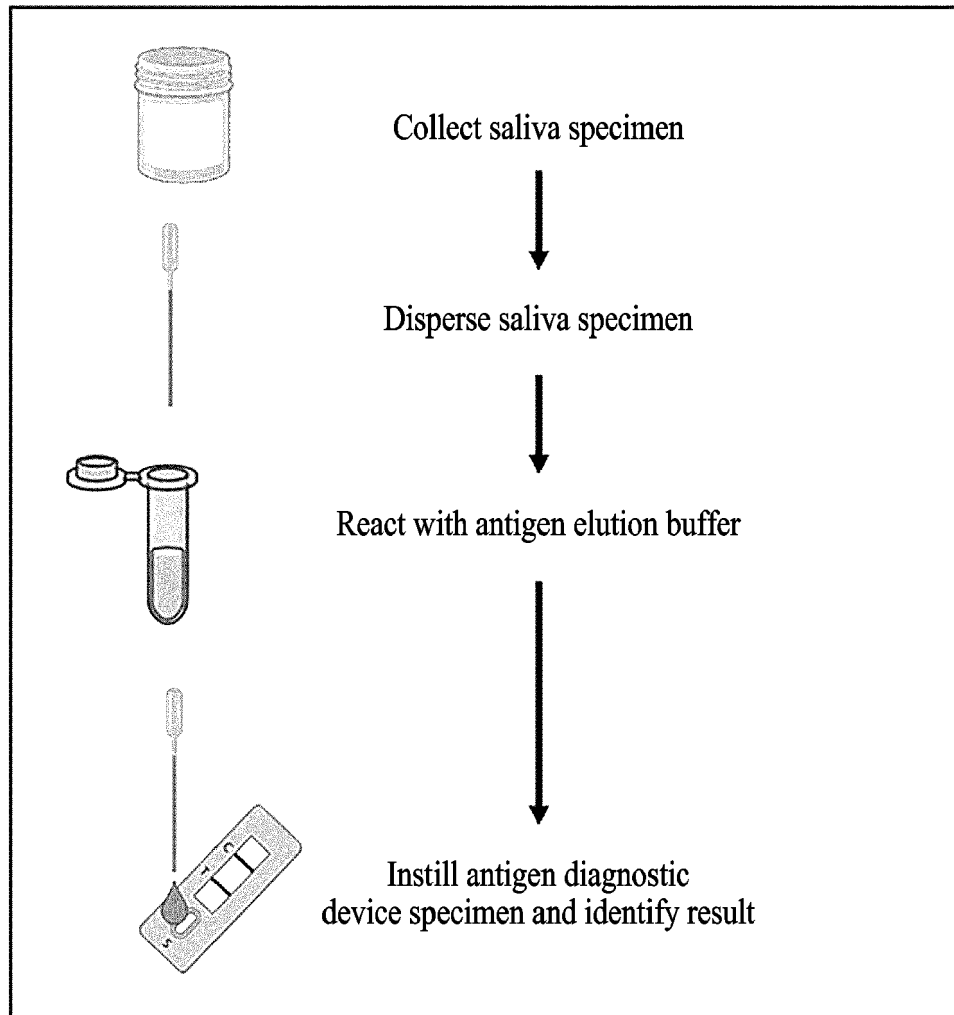 Collect saliva specimen
Disperse saliva specimen
React with antigen elution buffer
C
T
S
Instill antigen diagnostic
device specimen and identify result